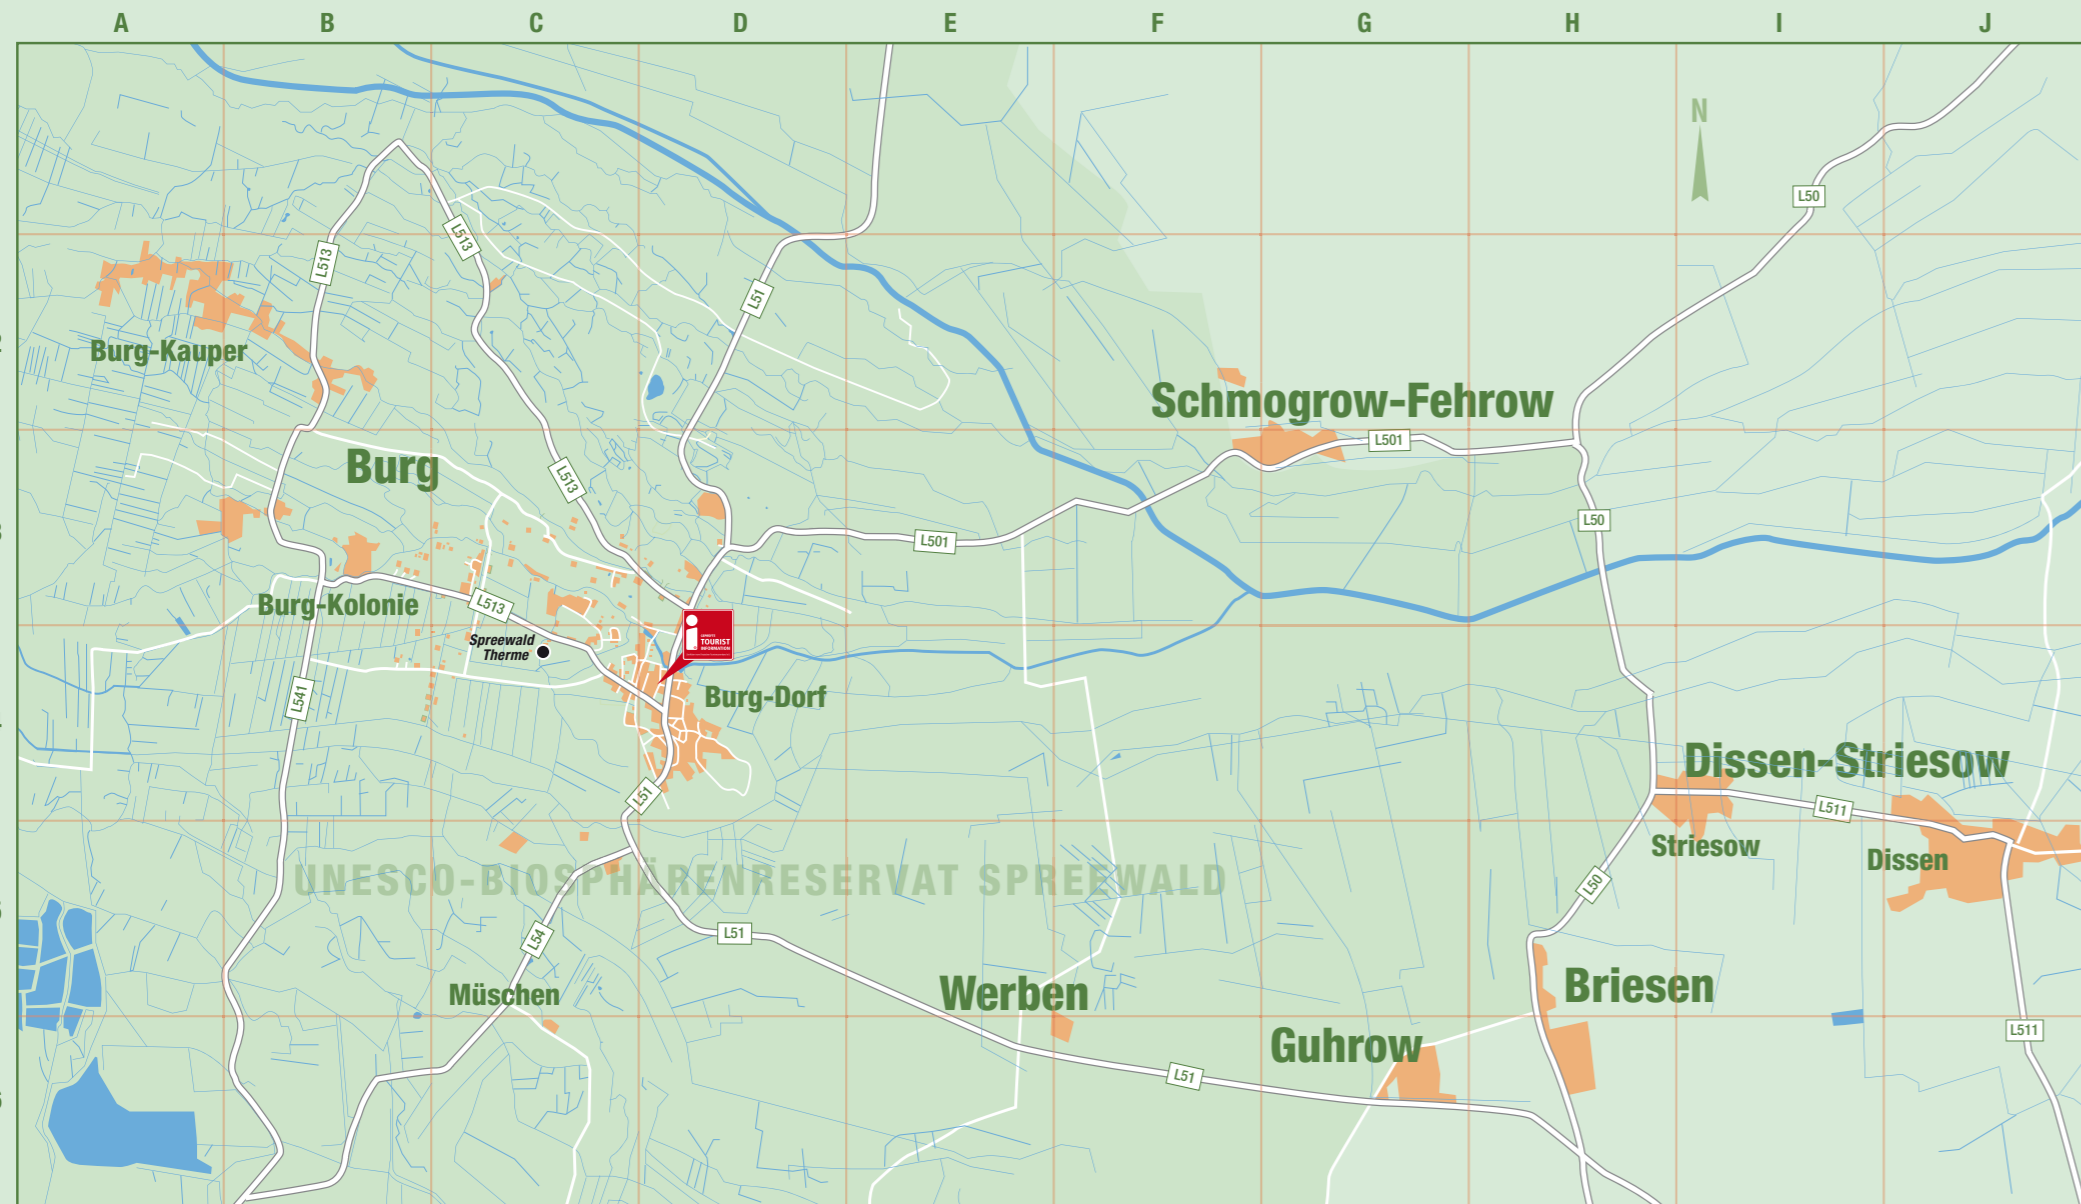 A B C D E F G H I J
N
L50
L513
L513
L51
Burg-Kauper
Schmogrow-Fehrow
L501
Burg
L513
L50
L501
Burg-Kolonie
L513
Spreewald
Therme
TOURIST
INFORMATION
L541
Burg-Dorf
Dissen-Striesow
L51
L511
Striesow
Dissen
UNESCO-BIOSPHÄRENRESERVAT SPREEWALD
L50
L54
L51
Müschen
Werben
Briesen
Guhrow
L511
L51